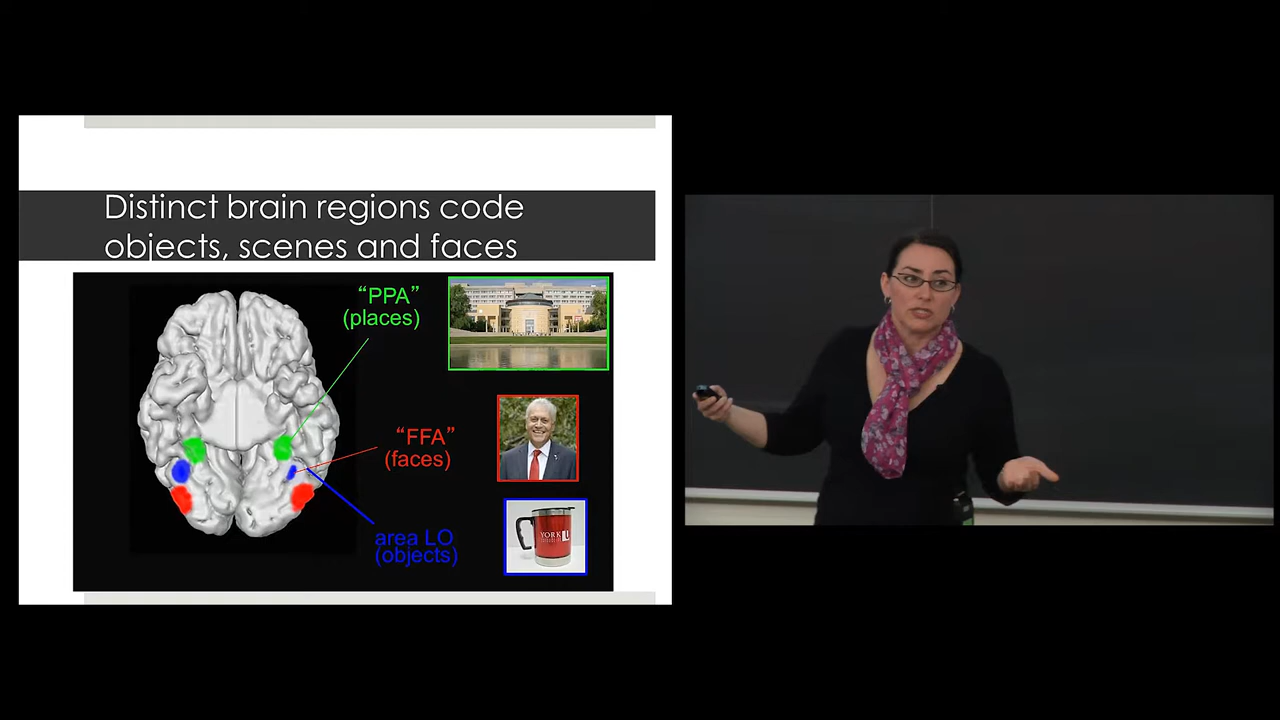 Distinct brain regions code
objects, scenes and faces
“PPA”
(places)
“FFA”
(faces)
area LO
(objects)
YORK U